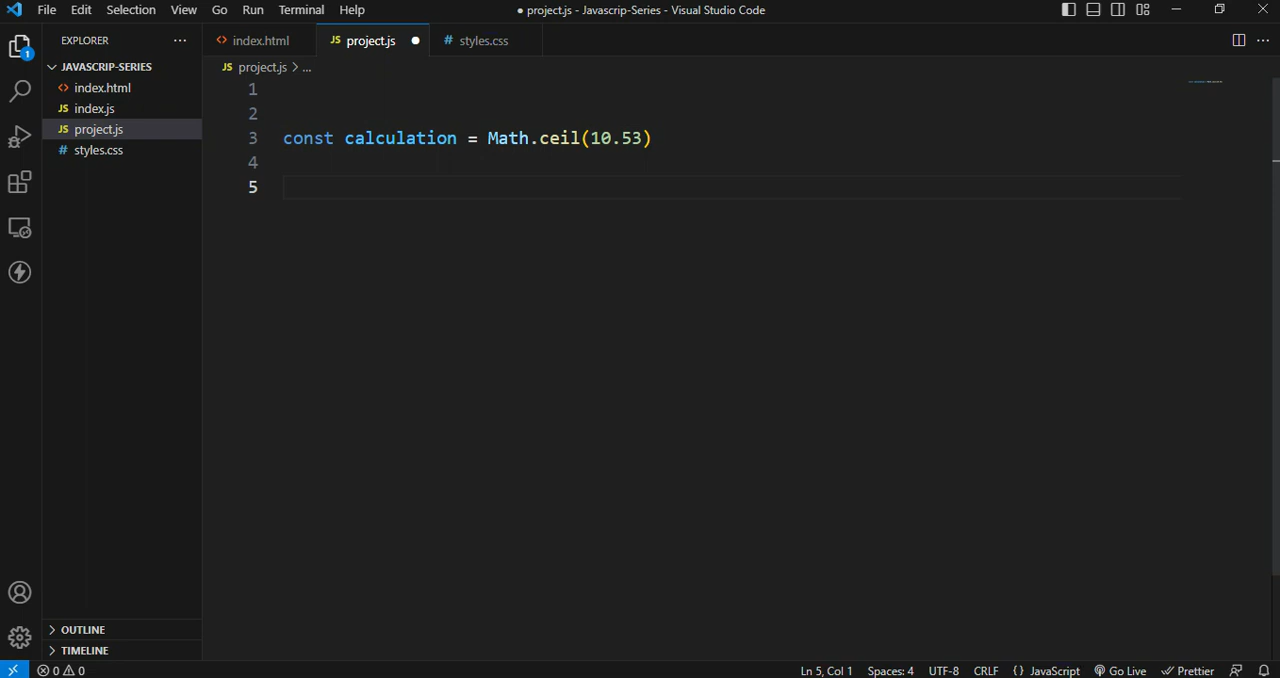 File Edit Selection View Go Run Terminal Help
● project.js - Javascrip-Series - Visual Studio Code
EXPLORER ...
<> index.html
JS project.js ●
# styles.css
1
JAVASCRIP-SERIES
<> index.html
JS index.js
JS project.js
# styles.css
JS project.js > ...
1
2
3 const calculation = Math.ceil(10.53)
4
5
OUTLINE
TIMELINE
0 0
Ln 5, Col 1 Spaces: 4 UTF-8 CRLF {} JavaScript Go Live Prettier